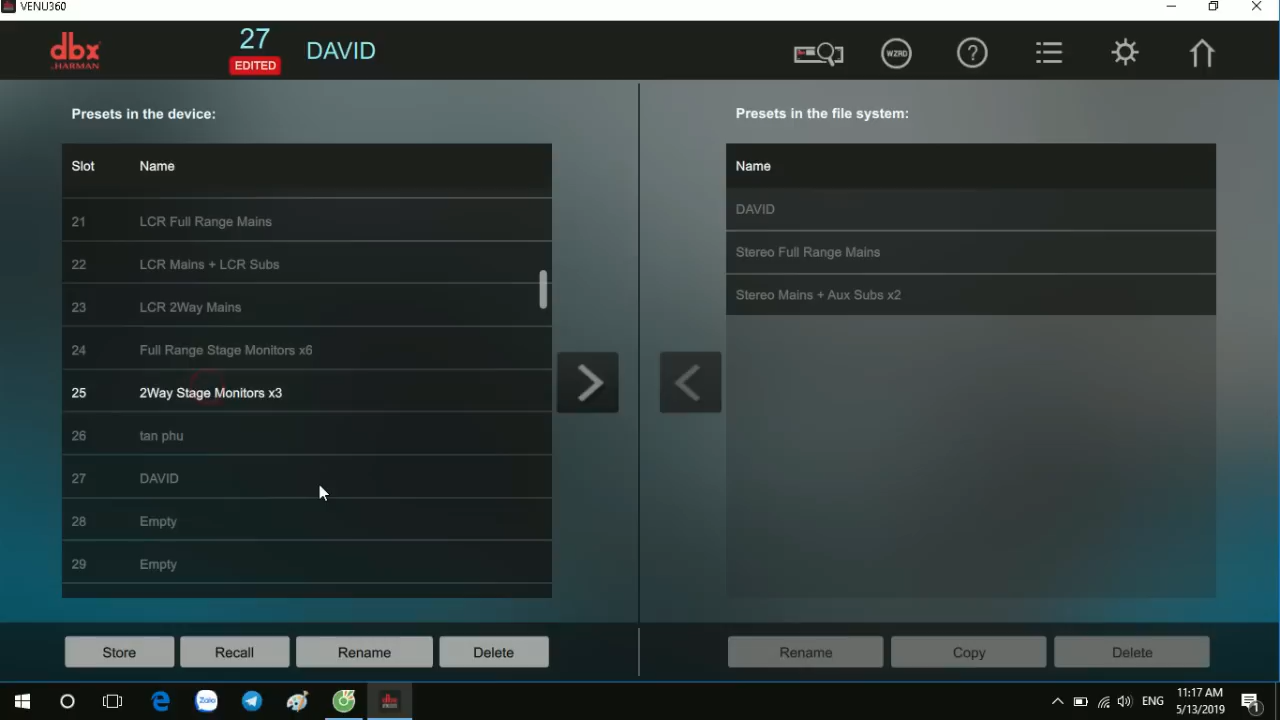 VENU360
dbx
by HARMAN
27
EDITED
DAVID
WZRD
?
Presets in the device:
Slot Name
21 LCR Full Range Mains
22 LCR Mains + LCR Subs
23 LCR 2Way Mains
24 Full Range Stage Monitors x6
25 2Way Stage Monitors x3
26 tan phu
27 DAVID
28 Empty
29 Empty
Store Recall Rename Delete
Presets in the file system:
Name
DAVID
Stereo Full Range Mains
Stereo Mains + Aux Subs x2
Rename Copy Delete
Zalo
dbx
ENG
11:17 AM
5/13/2019
1